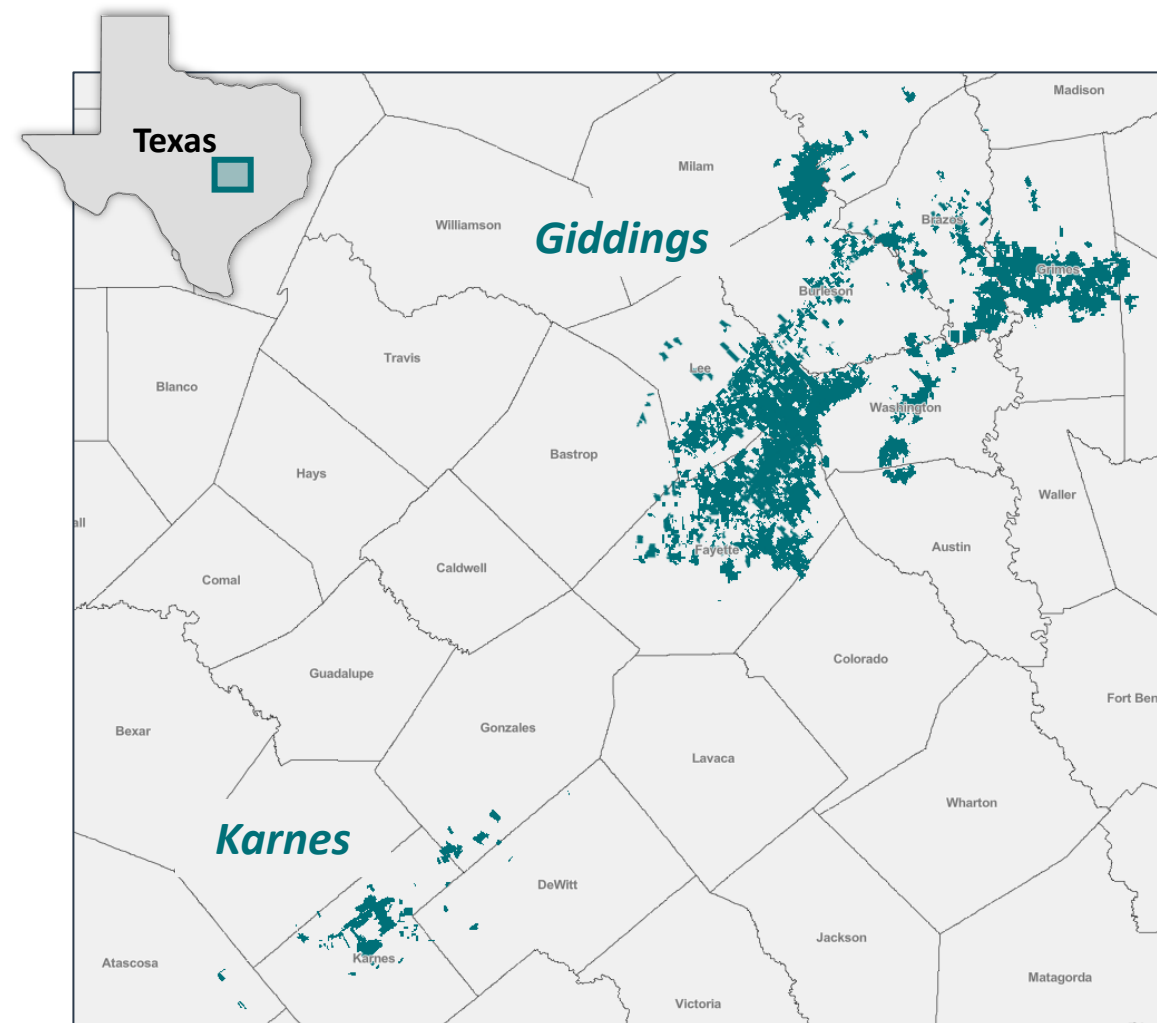 Texas
Madison
Milam
Williamson
Giddings
Brazos
Grimes
Burleson
Travis
Lee
Blanco
Washington
Bastrop
Hays
Waller
all
Fayette
Austin
Caldwell
Comal
Colorado
Guadalupe
Fort Ben
Gonzales
Bexar
Lavaca
Wharton
Karnes
DeWitt
Jackson
Karnes
Atascosa
Matagorda
Victoria